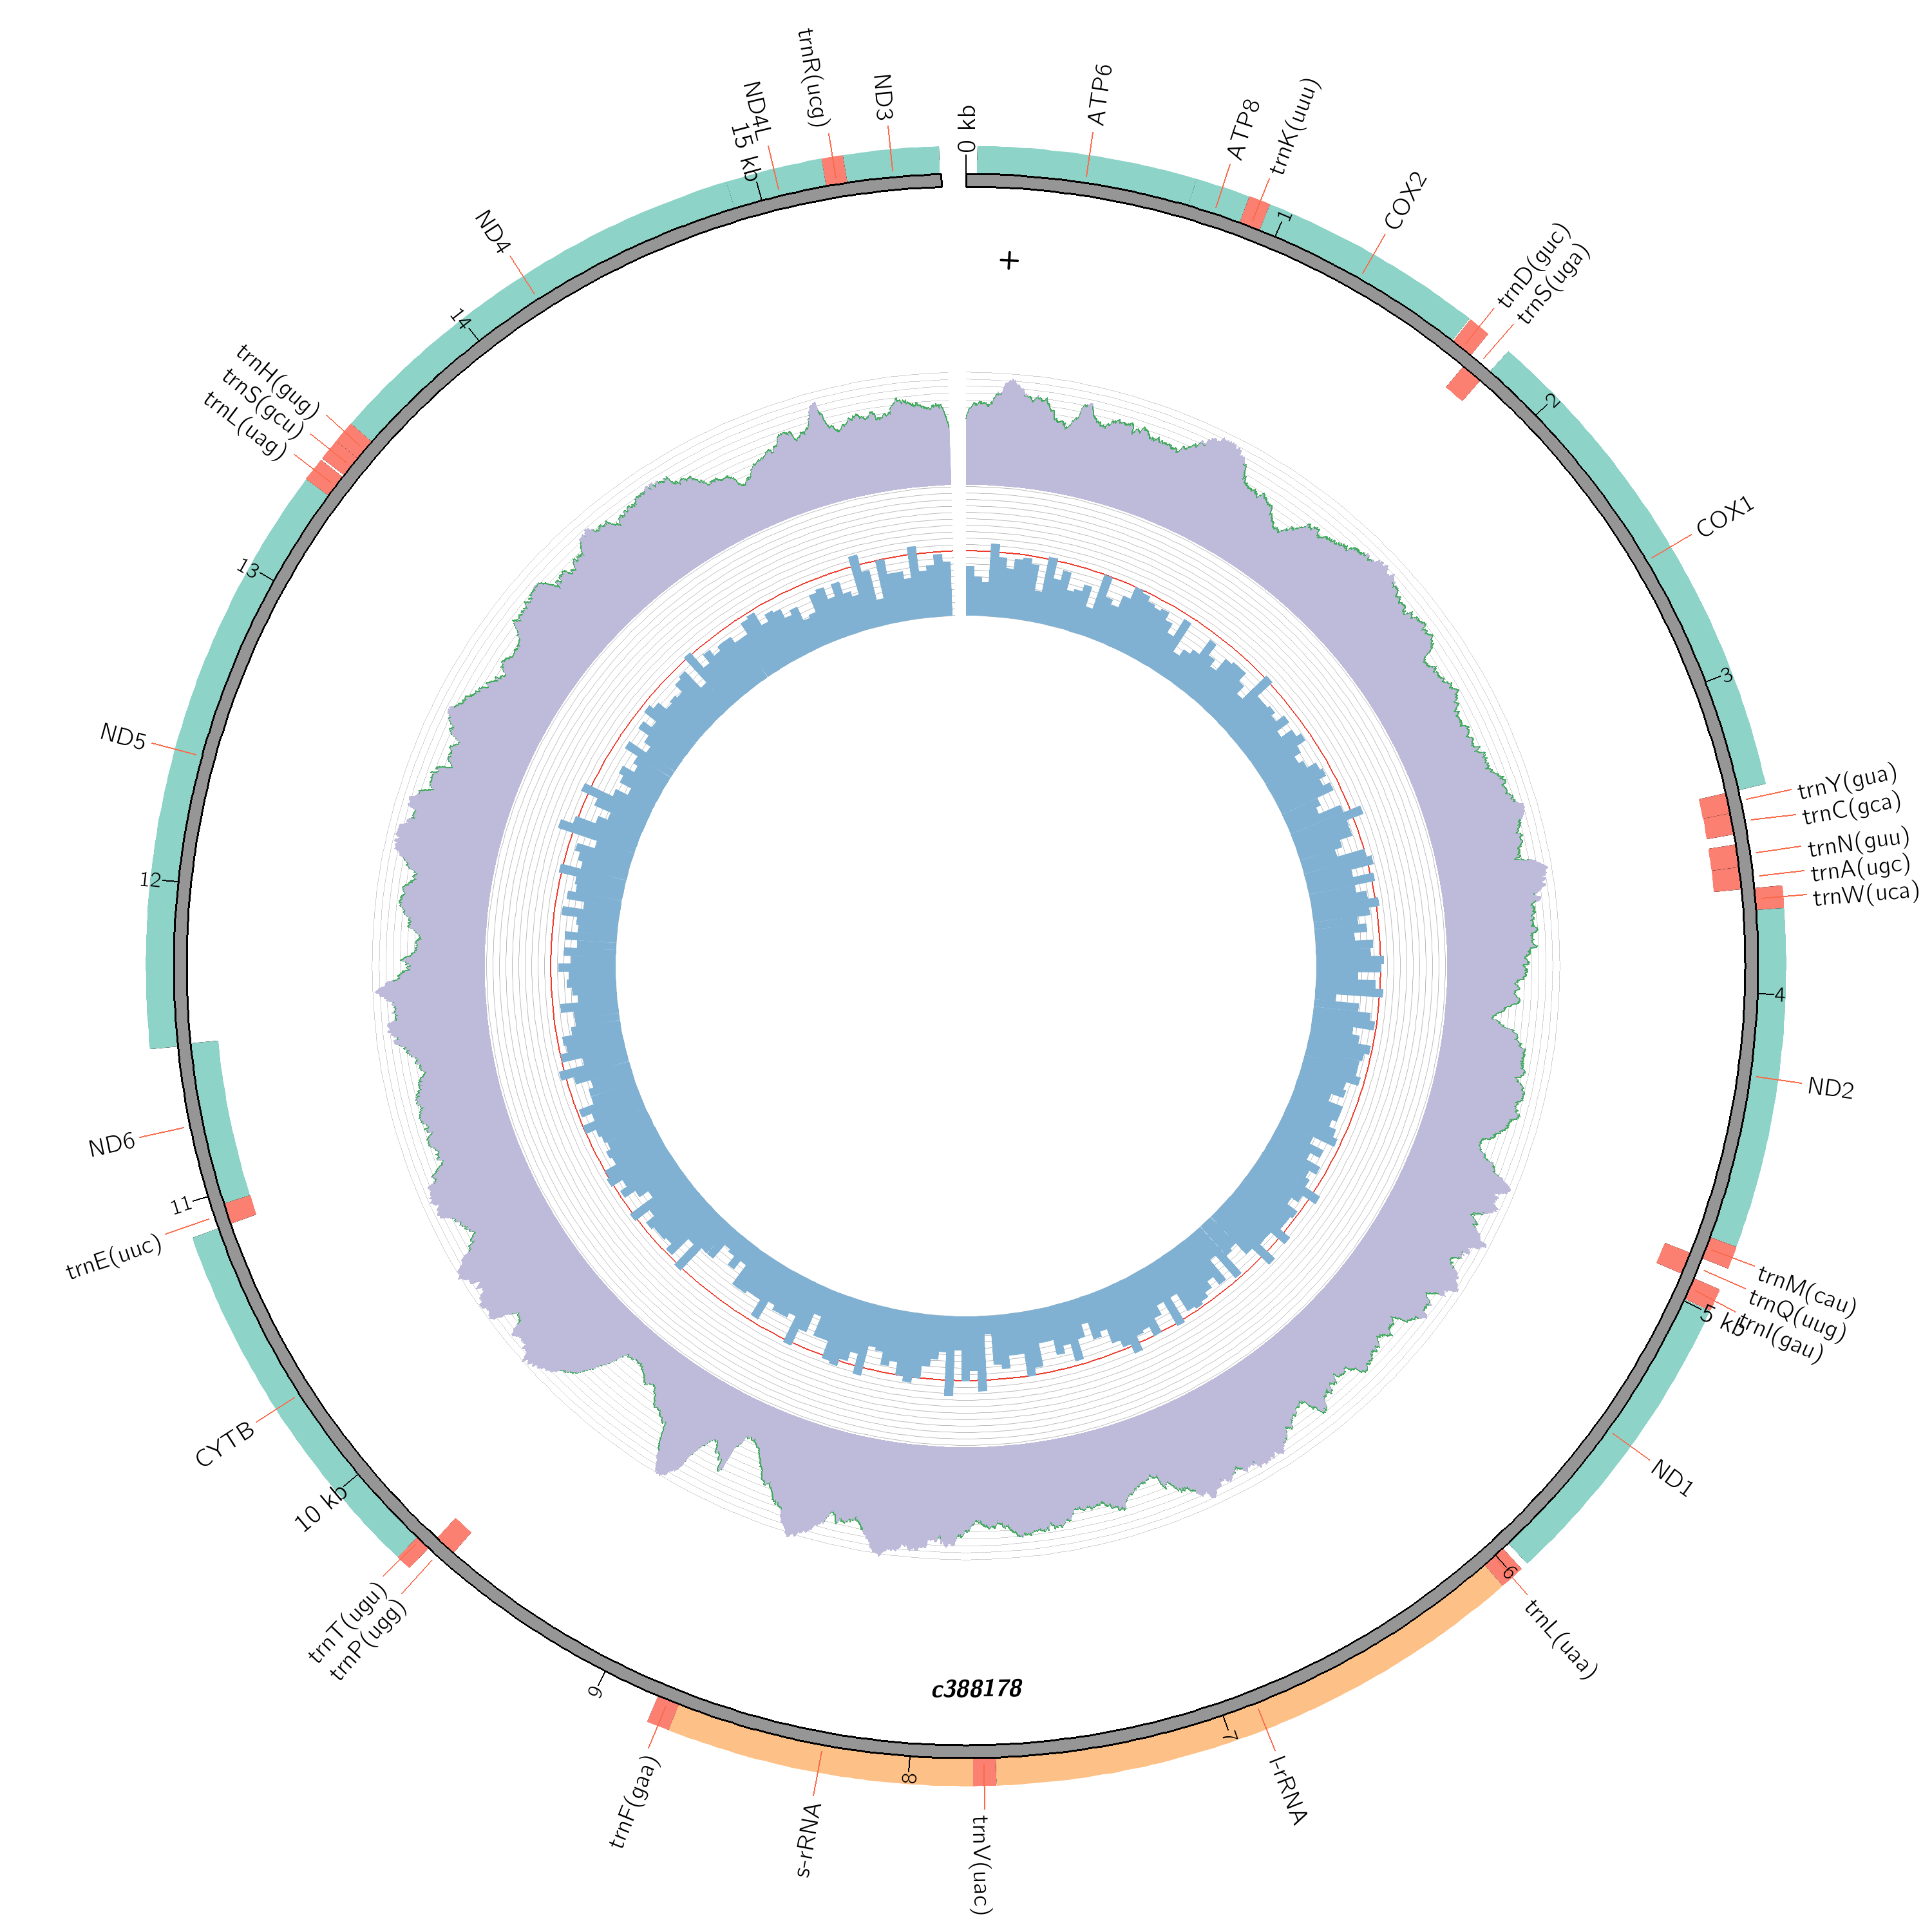 0 kb
ATP6
ATP8
trnK(uuu)
1
COX2
trnD(guc)
trnS(uga)
2
COX1
3
trnY(gua)
trnC(gca)
trnN(guu)
trnA(ugc)
trnW(uca)
4
ND2
trnM(cau)
trnQ(uug)
trnI(gau)
5 kb
ND1
6
trnL(uaa)
7
l-rRNA
trnV(uac)
8
s-rRNA
trnF(gaa)
9
trnP(ugg)
trnT(ugu)
10 kb
CYTB
trnE(uuc)
11
ND6
12
ND5
13
trnL(uag)
trnS(gcu)
trnH(gug)
14
ND4
15 kb
ND4L
trnR(ucg)
ND3
+
c388178